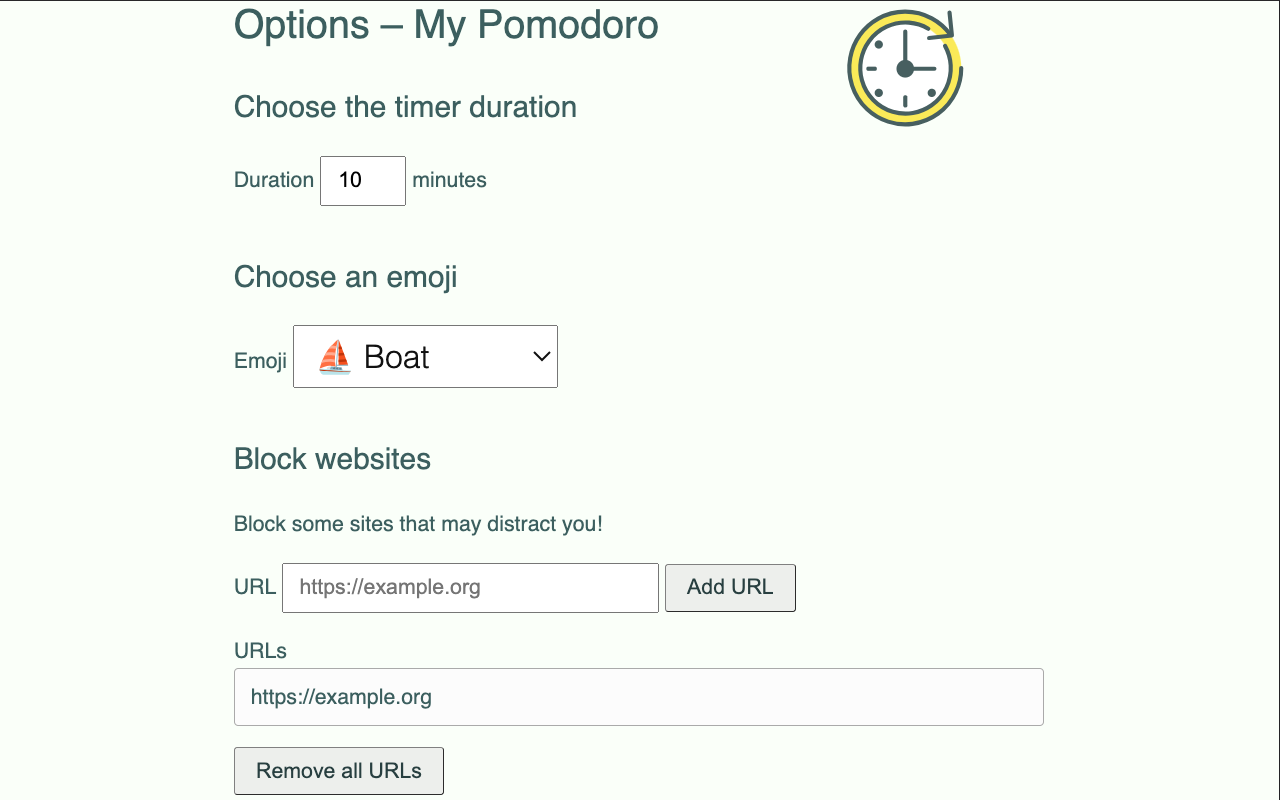 Options – My Pomodoro
Choose the timer duration
Duration 10 minutes
Choose an emoji
Emoji ⛵ Boat
Block websites
Block some sites that may distract you!
URL https://example.org Add URL
URLs
https://example.org
Remove all URLs